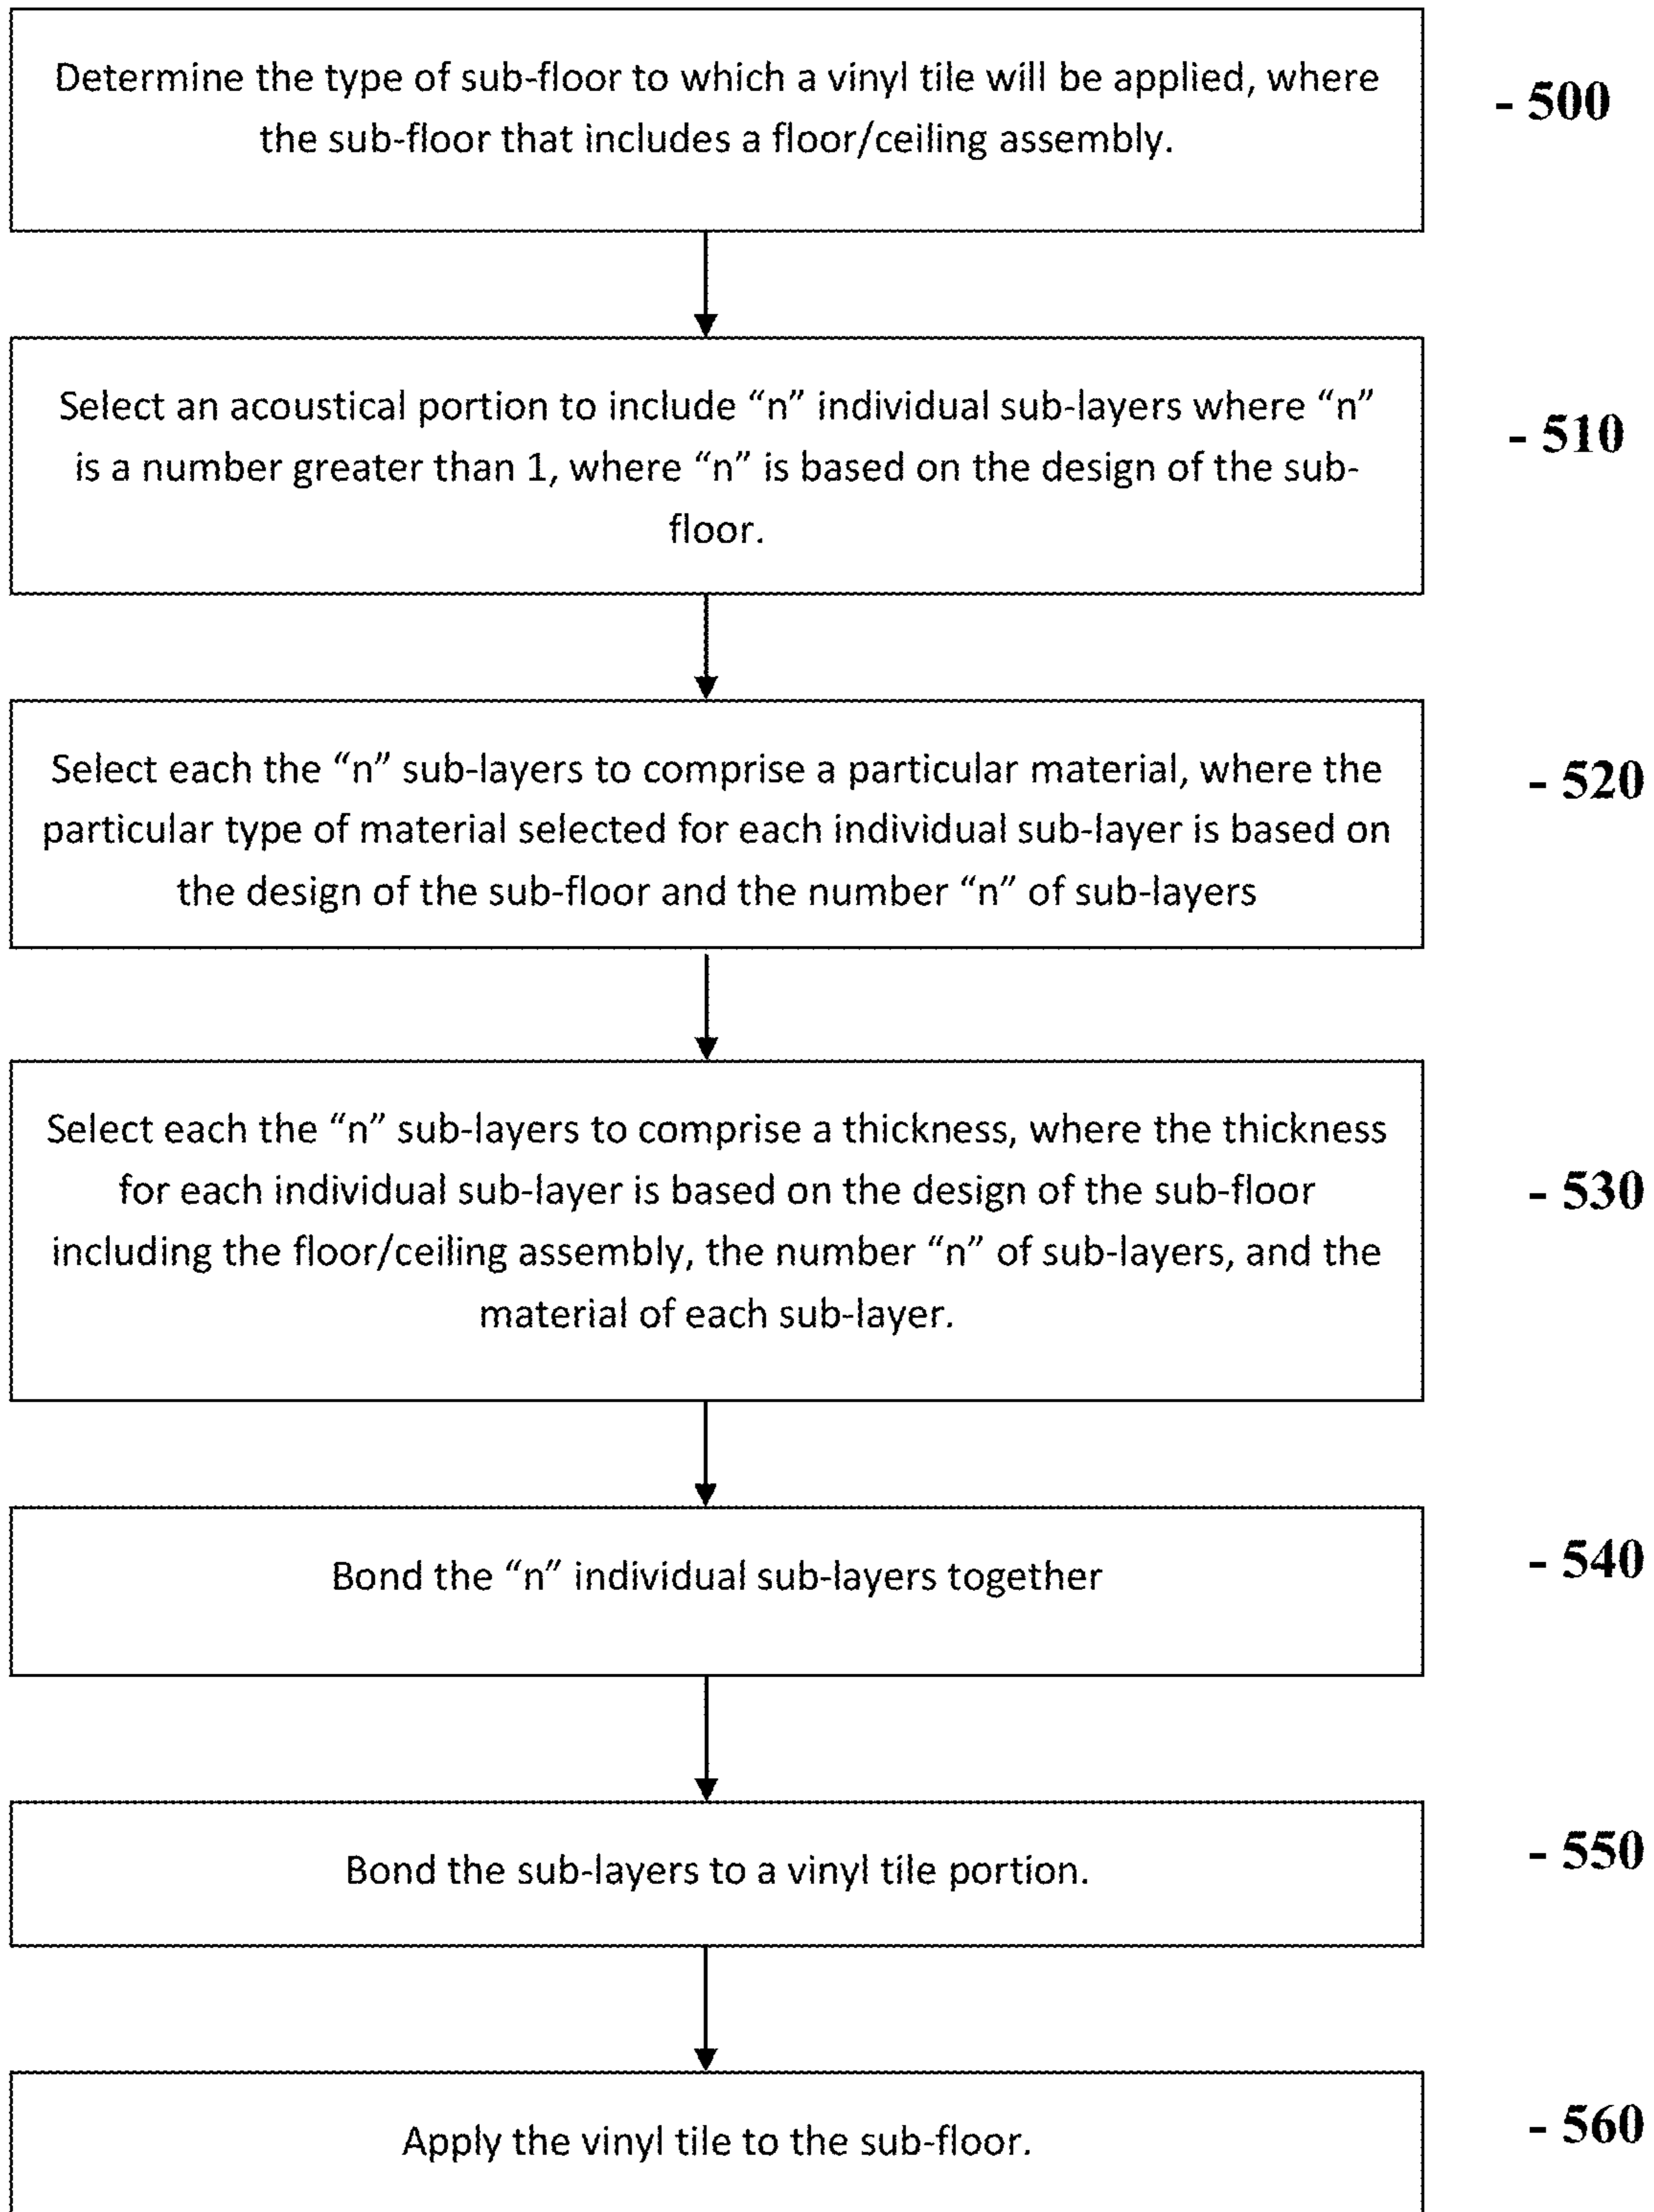 Determine the type of sub-floor to which a vinyl tile will be applied, where
the sub-floor that includes a floor/ceiling assembly.
- 500
Select an acoustical portion to include “n” individual sub-layers where “n”
is a number greater than 1, where “n” is based on the design of the sub-
floor.
- 510
Select each the “n” sub-layers to comprise a particular material, where the
particular type of material selected for each individual sub-layer is based on
the design of the sub-floor and the number “n” of sub-layers
- 520
Select each the “n” sub-layers to comprise a thickness, where the thickness
for each individual sub-layer is based on the design of the sub-floor
including the floor/ceiling assembly, the number “n” of sub-layers, and the
material of each sub-layer.
- 530
Bond the “n” individual sub-layers together
- 540
Bond the sub-layers to a vinyl tile portion.
- 550
Apply the vinyl tile to the sub-floor.
- 560